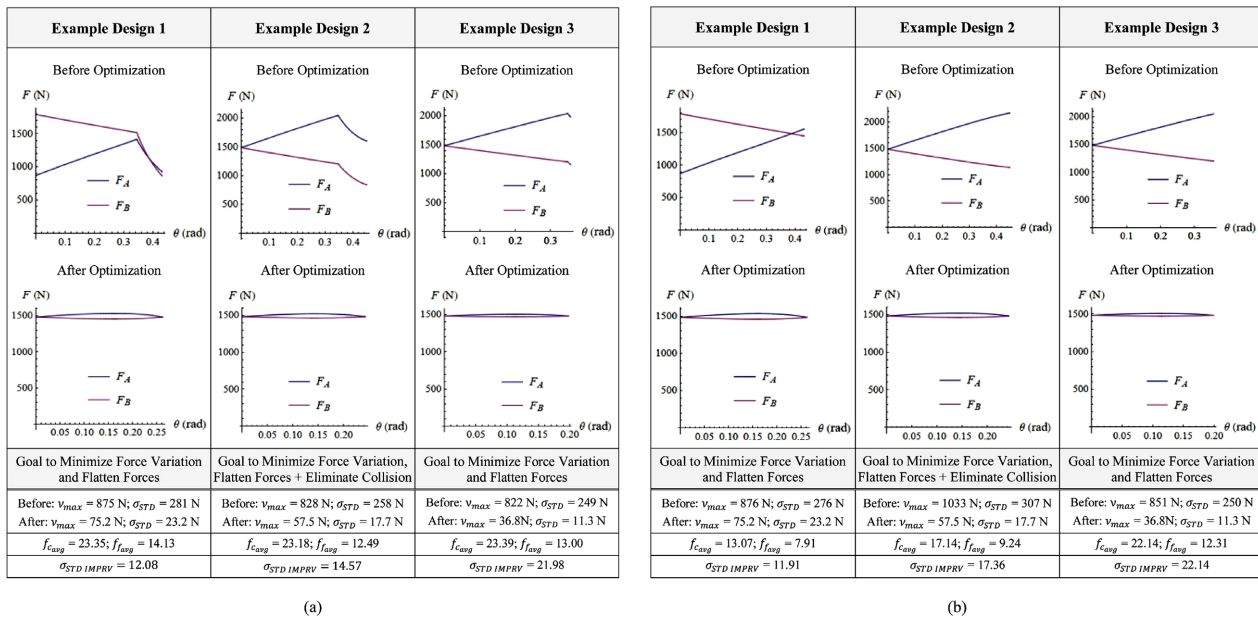 Example Design 1 Example Design 2 Example Design 3
Before Optimization Before Optimization Before Optimization
F (N) F (N) F (N)
1500 1000 500 2000 1500 1000 500 2000 1500 1000 500
F_A F_A F_A
F_B F_B F_B
0.1 0.2 0.3 0.4 θ (rad) 0.1 0.2 0.3 0.4 θ (rad) 0.1 0.2 0.3 θ (rad)
After Optimization After Optimization After Optimization
F (N) F (N) F (N)
1500 1000 500 1500 1000 500 1500 1000 500
F_A F_A F_A
F_B F_B F_B
0.05 0.10 0.15 0.20 0.25 θ (rad) 0.05 0.10 0.15 0.20 θ (rad) 0.05 0.10 0.15 0.20 θ (rad)
Goal to Minimize Force Variation Goal to Minimize Force Variation, Goal to Minimize Force Variation
and Flatten Forces Flatten Forces + Eliminate Collision and Flatten Forces
Before: v_max = 875 N; σ_STD = 281 N Before: v_max = 828 N; σ_STD = 258 N Before: v_max = 822 N; σ_STD = 249 N
After: v_max = 75.2 N; σ_STD = 23.2 N After: v_max = 57.5 N; σ_STD = 17.7 N After: v_max = 36.8N; σ_STD = 11.3 N
f_c_avg = 23.35; f_f_avg = 14.13 f_c_avg = 23.18; f_f_avg = 12.49 f_c_avg = 23.39; f_f_avg = 13.00
σ_STD IMPRV = 12.08 σ_STD IMPRV = 14.57 σ_STD IMPRV = 21.98
(a)
Example Design 1 Example Design 2 Example Design 3
Before Optimization Before Optimization Before Optimization
F (N) F (N) F (N)
2000 1500 1000 500 2000 1500 1000 500 2000 1500 1000 500
F_A F_A F_A
F_B F_B F_B
0.1 0.2 0.3 0.4 θ (rad) 0.1 0.2 0.3 0.4 θ (rad) 0.1 0.2 0.3 θ (rad)
After Optimization After Optimization After Optimization
F (N) F (N) F (N)
1500 1000 500 1500 1000 500 1500 1000 500
F_A F_A F_A
F_B F_B F_B
0.05 0.10 0.15 0.20 0.25 θ (rad) 0.05 0.10 0.15 0.20 θ (rad) 0.05 0.10 0.15 0.20 θ (rad)
Goal to Minimize Force Variation Goal to Minimize Force Variation, Goal to Minimize Force Variation
and Flatten Forces Flatten Forces + Eliminate Collision and Flatten Forces
Before: v_max = 876 N; σ_STD = 276 N Before: v_max = 1033 N; σ_STD = 307 N Before: v_max = 851 N; σ_STD = 250 N
After: v_max = 75.2 N; σ_STD = 23.2 N After: v_max = 57.5 N; σ_STD = 17.7 N After: v_max = 36.8N; σ_STD = 11.3 N
f_c_avg = 13.07; f_f_avg = 7.91 f_c_avg = 17.14; f_f_avg = 9.24 f_c_avg = 22.14; f_f_avg = 12.31
σ_STD IMPRV = 11.91 σ_STD IMPRV = 17.36 σ_STD IMPRV = 22.14
(b)